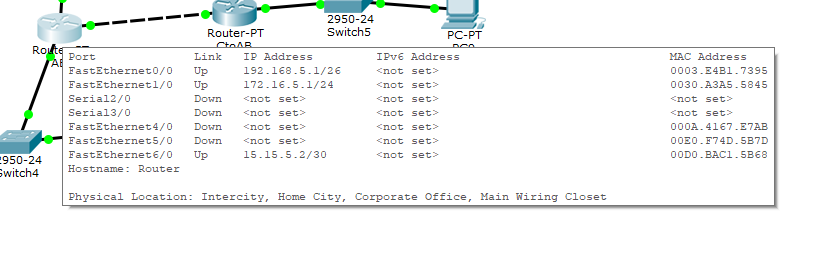 Router-PT
CtoAB
2950-24
Switch5
PC-PT
2950-24
Switch4
Port Link IP Address IPv6 Address MAC Address
FastEthernet0/0 Up 192.168.5.1/26 <not set> 0003.E4B1.7395
FastEthernet1/0 Up 172.16.5.1/24 <not set> 0030.A3A5.5845
Serial2/0 Down <not set> <not set> <not set>
Serial3/0 Down <not set> <not set> <not set>
FastEthernet4/0 Down <not set> <not set> 000A.4167.E7AB
FastEthernet5/0 Down <not set> <not set> 00E0.F74D.5B7D
FastEthernet6/0 Up 15.15.5.2/30 <not set> 00D0.BAC1.5B68
Hostname: Router
Physical Location: Intercity, Home City, Corporate Office, Main Wiring Closet